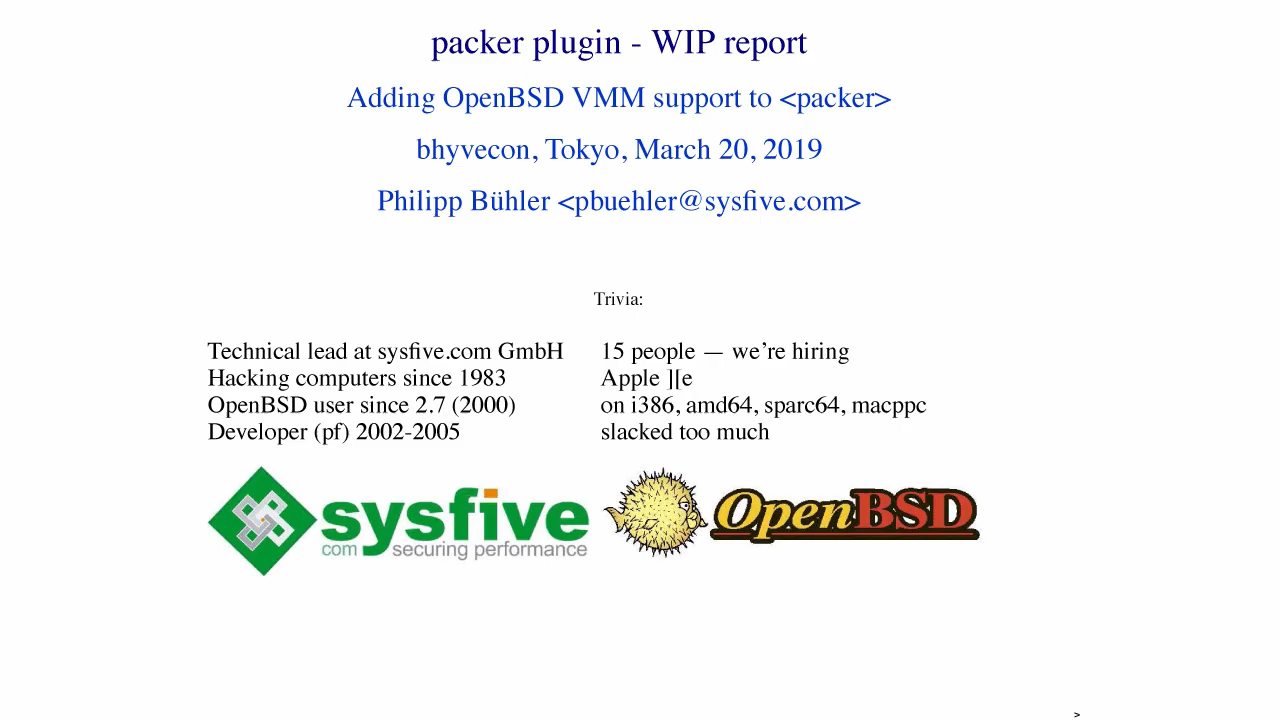 packer plugin - WIP report
Adding OpenBSD VMM support to <packer>
bhyvecon, Tokyo, March 20, 2019
Philipp Bühler <pbuehler@sysfive.com>
Trivia:
Technical lead at sysfive.com GmbH 15 people — we're hiring
Hacking computers since 1983 Apple ][e
OpenBSD user since 2.7 (2000) on i386, amd64, sparc64, macppc
Developer (pf) 2002-2005 slacked too much
sysfive OpenBSD
com securing performance
>